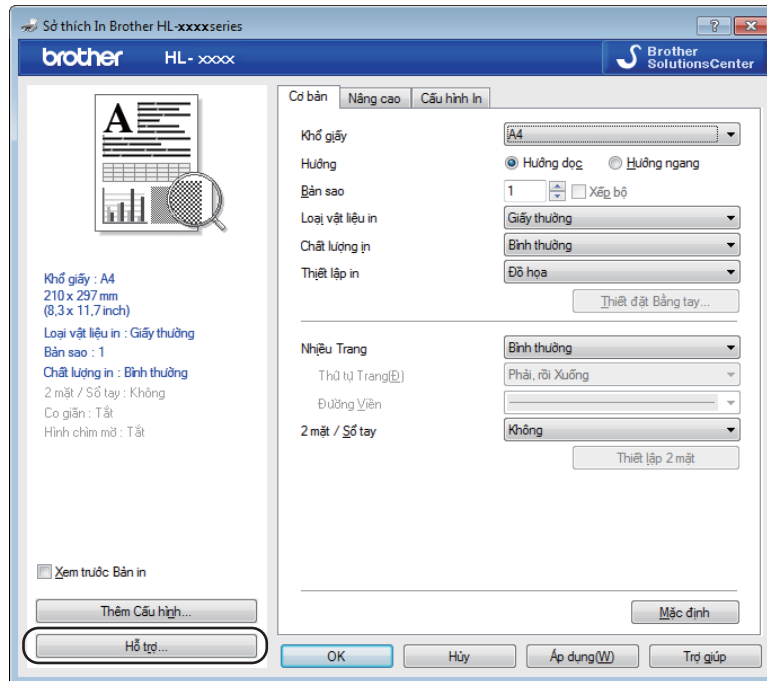 Sở thích In Brother HL-xxxx series
brother HL- xxxx
Brother
SolutionsCenter
A
Khổ giấy : A4
210 x 297 mm
(8,3 x 11,7 inch)
Loại vật liệu in : Giấy thường
Bản sao : 1
Chất lượng in : Bình thường
2 mặt / Sổ tay : Không
Co giãn : Tắt
Hình chìm mờ : Tắt
Xem trước Bản in
Thêm Cấu hình...
Hỗ trợ...
Cơ bản Nâng cao Cấu hình In
Khổ giấy A4
Hướng Hướng dọc Hướng ngang
Bản sao 1 Xếp bộ
Loại vật liệu in Giấy thường
Chất lượng in Bình thường
Thiết lập in Đồ họa
Thiết đặt Bằng tay...
Nhiều Trang Bình thường
Thứ tự Trang(Đ) Phải, rồi Xuống
Đường Viền
2 mặt / Sổ tay Không
Thiết lập 2 mặt
Mặc định
OK Hủy Áp dụng(W) Trợ giúp